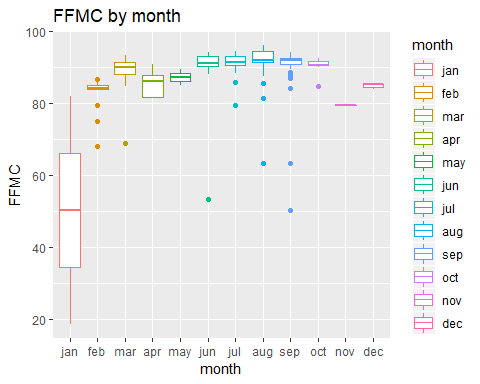 FFMC by month
100
80
60
40
20
FFMC
jan feb mar apr may jun jul aug sep oct nov dec
month
month
jan
feb
mar
apr
may
jun
jul
aug
sep
oct
nov
dec